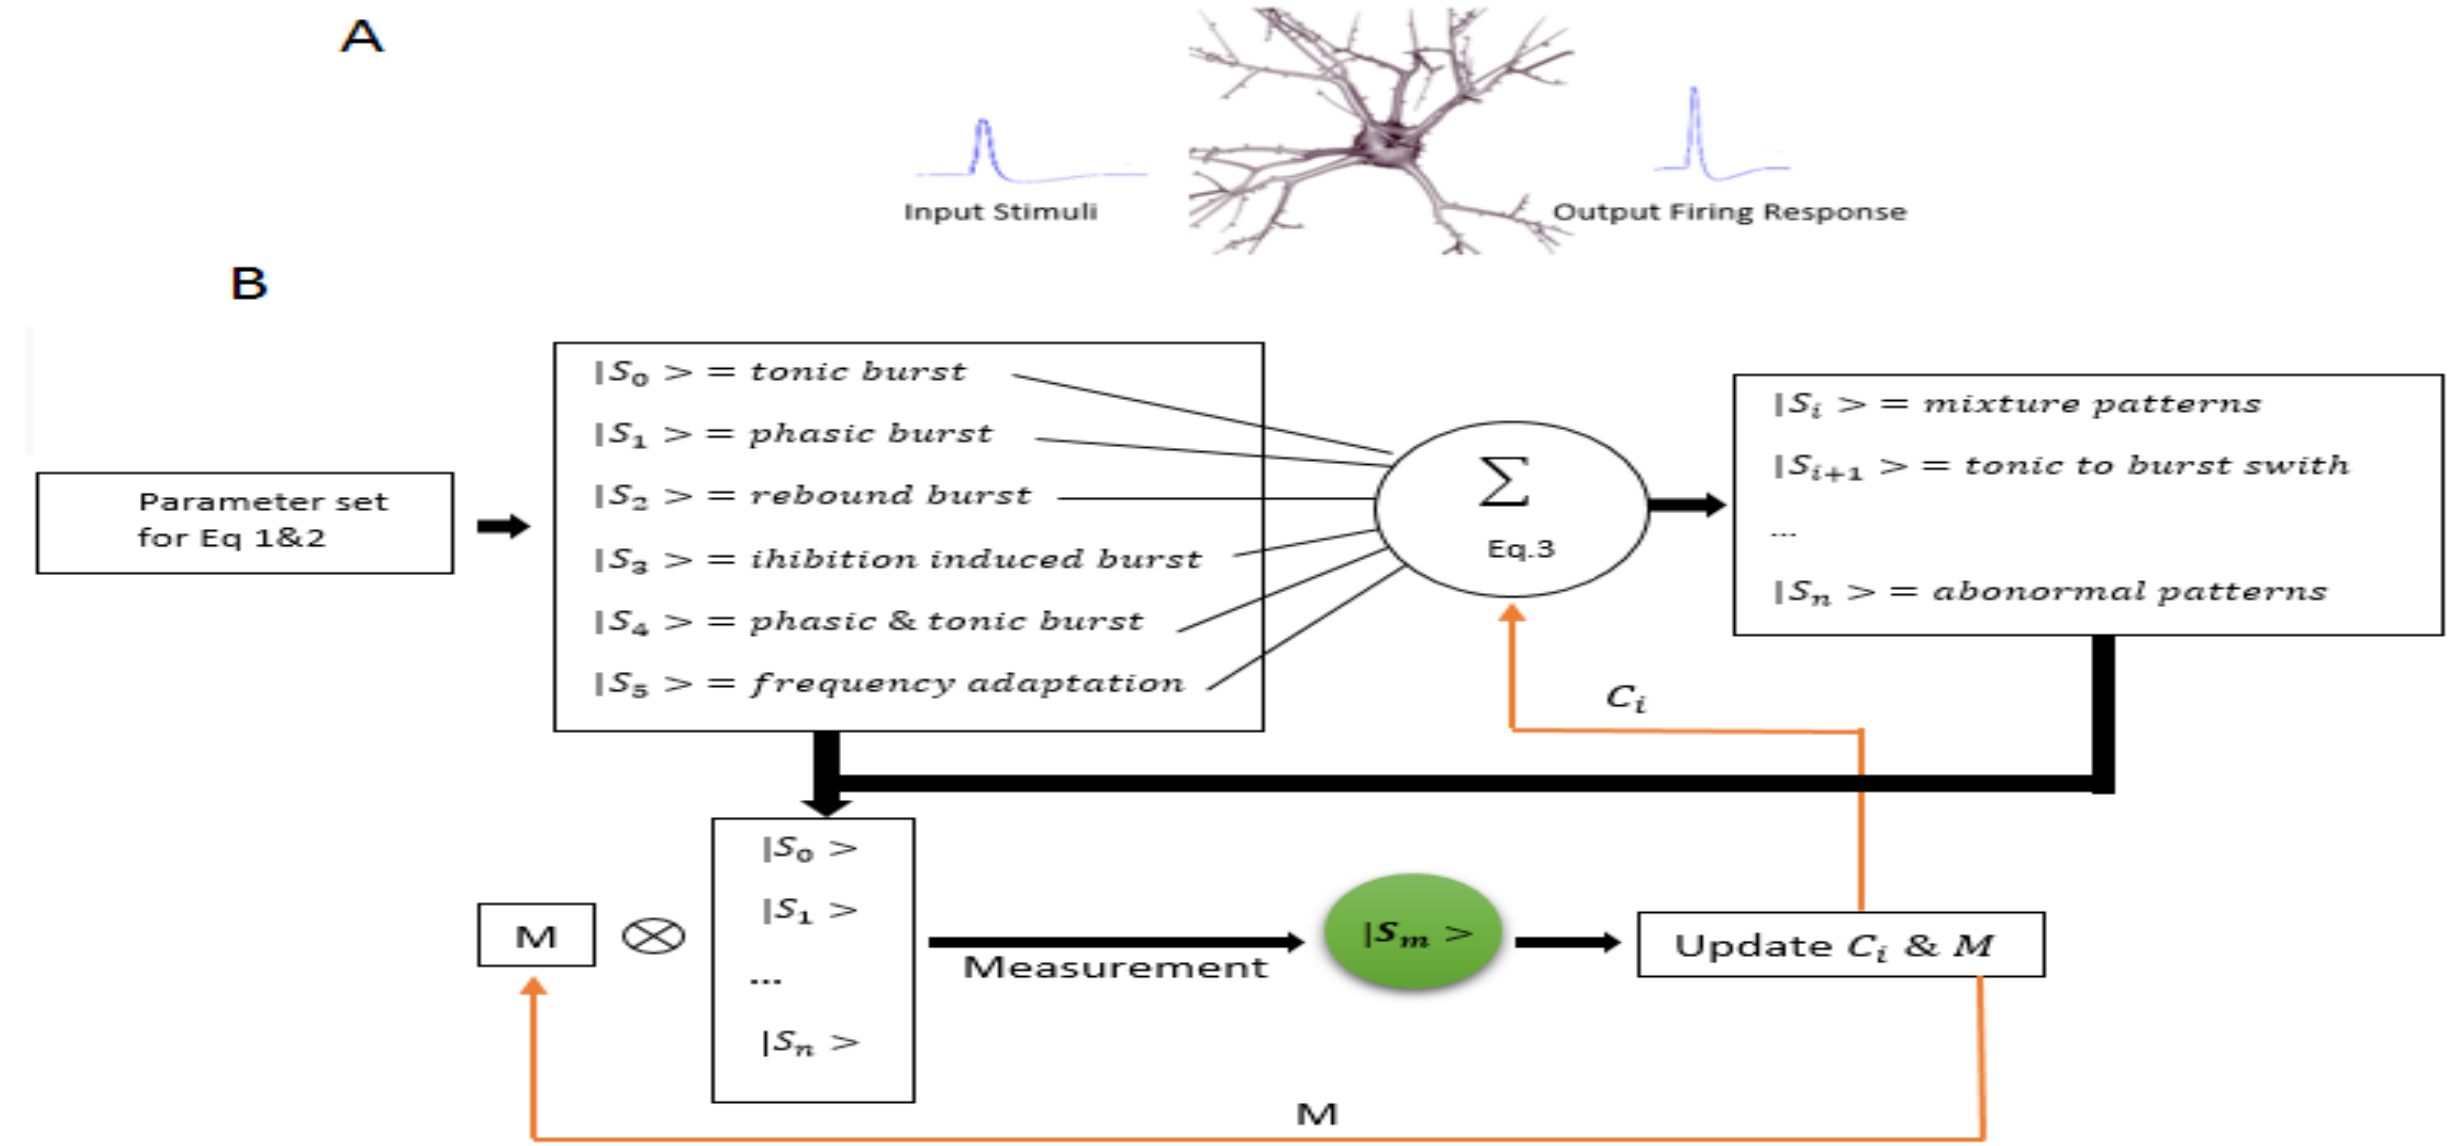 A
Input Stimuli
Output Firing Response
B
Parameter set
for Eq 1&2
|S₀ > = tonic burst
|S₁ > = phasic burst
|S₂ > = rebound burst
|S₃ > = ihibition induced burst
|S₄ > = phasic & tonic burst
|S₅ > = frequency adaptation
∑
Eq.3
|Sᵢ > = mixture patterns
|Sᵢ₊₁ > = tonic to burst swith
...
|Sₙ > = abonormal patterns
Cᵢ
M
⊗
|S₀ >
|S₁ >
...
|Sₙ >
Measurement
|Sₘ >
Update Cᵢ & M
M